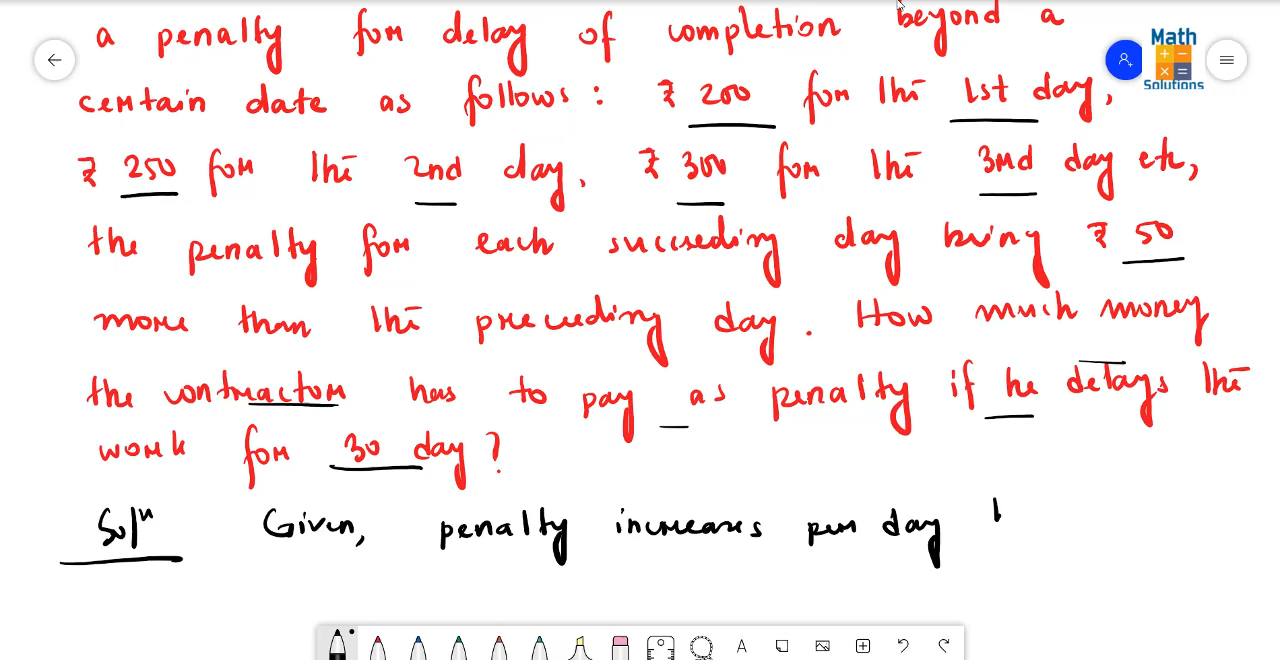 a penalty for delay of completion beyond a
Math
Solutions
certain date as follows: ₹ 200 for the 1st day,
₹ 250 for the 2nd day, ₹ 300 for the 3rd day etc,
the penalty for each succeeding day being ₹ 50
more than the preceeding day. How much money
the contractor has to pay as penalty if he delays the
work for 30 day?
Solⁿ Given, penalty increases per day